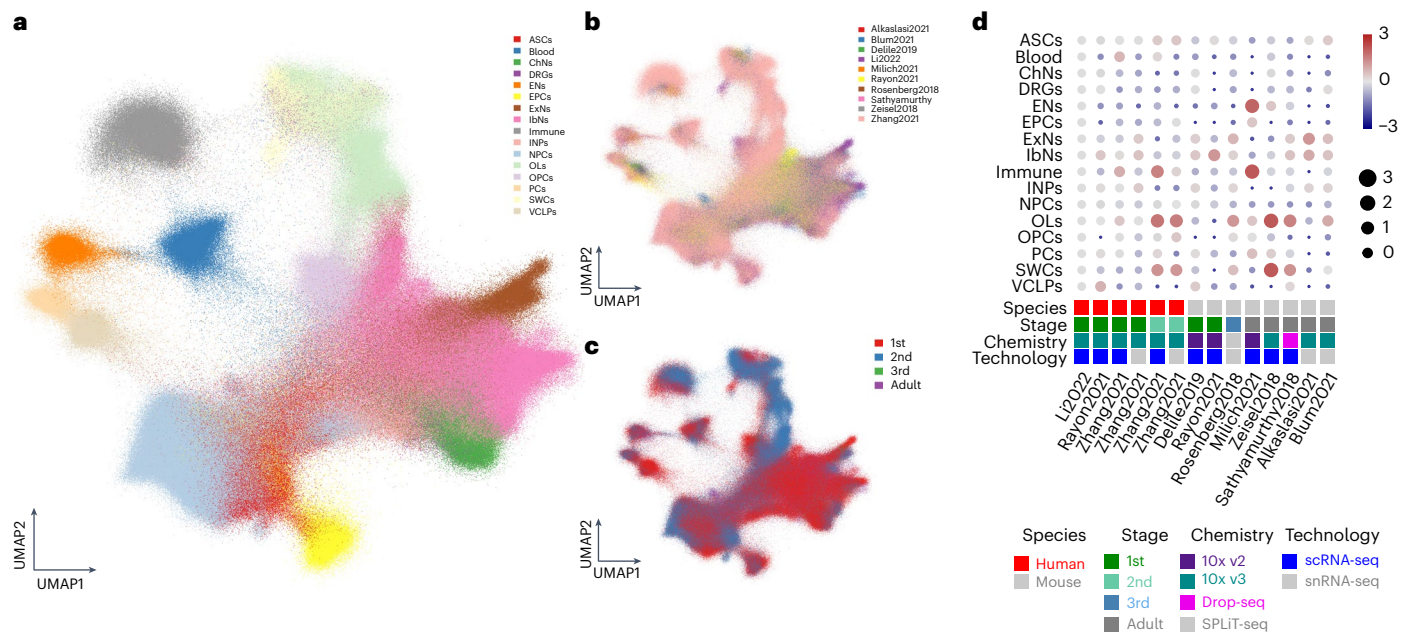 a
ASCs
Blood
ChNs
DRGs
ENs
EPCs
ExNs
IbNs
Immune
INPs
NPCs
OLs
OPCs
PCs
SWCs
VCLPs
UMAP2
UMAP1
b
Alkaslasi2021
Blum2021
Delile2019
Li2022
Milich2021
Rayon2021
Rosenberg2018
Sathyamurthy
Zeisel2018
Zhang2021
UMAP2
UMAP1
c
1st
2nd
3rd
Adult
UMAP2
UMAP1
d
ASCs
Blood
ChNs
DRGs
ENs
EPCs
ExNs
IbNs
Immune
INPs
NPCs
OLs
OPCs
PCs
SWCs
VCLPs
Species
Stage
Chemistry
Technology
Li2022
Rayon2021
Zhang2021
Zhang2021
Zhang2021
Zhang2021
Delile2019
Rayon2021
Rosenberg2018
Milich2021
Zeisel2018
Sathyamurthy2018
Alkaslasi2021
Blum2021
3
0
−3
3
2
1
0
Species
Human
Mouse
Stage
1st
2nd
3rd
Adult
Chemistry
10x v2
10x v3
Drop-seq
SPLiT-seq
Technology
scRNA-seq
snRNA-seq